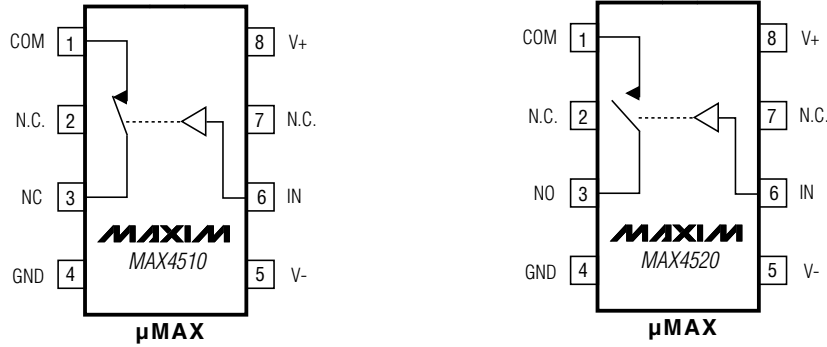 COM 1 8 V+
N.C. 2 7 N.C.
NC 3 6 IN
MAXIM
MAX4510
GND 4 5 V-
µMAX
COM 1 8 V+
N.C. 2 7 N.C.
NO 3 6 IN
MAXIM
MAX4520
GND 4 5 V-
µMAX